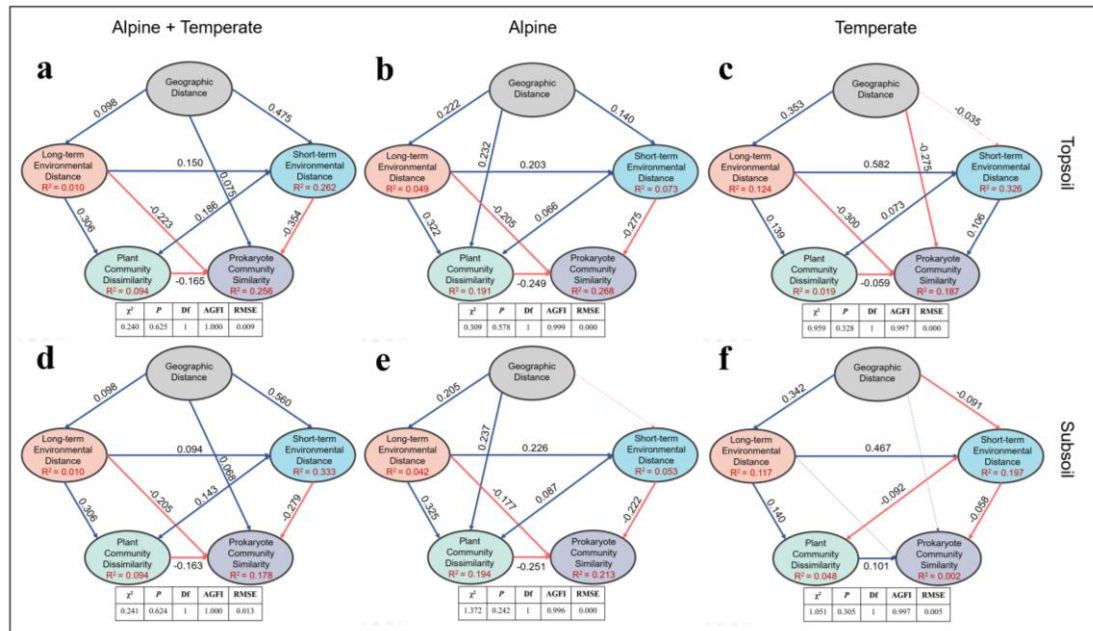 Alpine + Temperate
Alpine
Temperate
a
Geographic
Distance
0.098
0.475
Long-term
Environmental
Distance
R² = 0.010
0.150
Short-term
Environmental
Distance
R² = 0.262
0.075
0.186
-0.223
-0.354
0.306
Plant
Community
Dissimilarity
R² = 0.094
-0.165
Prokaryote
Community
Similarity
R² = 0.256
χ² P Df AGFI RMSE
0.240 0.625 1 1.000 0.009
b
Geographic
Distance
0.222
0.140
0.232
Long-term
Environmental
Distance
R² = 0.049
0.203
Short-term
Environmental
Distance
R² = 0.073
0.066
-0.205
-0.275
0.322
Plant
Community
Dissimilarity
R² = 0.191
-0.249
Prokaryote
Community
Similarity
R² = 0.268
χ² P Df AGFI RMSE
0.309 0.578 1 0.999 0.000
c
Geographic
Distance
0.353
-0.035
-0.275
Long-term
Environmental
Distance
R² = 0.124
0.582
Short-term
Environmental
Distance
R² = 0.326
0.073
-0.300
0.106
0.139
Plant
Community
Dissimilarity
R² = 0.019
-0.059
Prokaryote
Community
Similarity
R² = 0.187
χ² P Df AGFI RMSE
0.959 0.328 1 0.997 0.000
Topsoil
d
Geographic
Distance
0.098
0.560
Long-term
Environmental
Distance
R² = 0.010
0.094
Short-term
Environmental
Distance
R² = 0.333
0.068
0.143
-0.205
-0.279
0.306
Plant
Community
Dissimilarity
R² = 0.094
-0.163
Prokaryote
Community
Similarity
R² = 0.178
χ² P Df AGFI RMSE
0.241 0.624 1 1.000 0.013
e
Geographic
Distance
0.205
0.237
Long-term
Environmental
Distance
R² = 0.042
0.226
Short-term
Environmental
Distance
R² = 0.053
0.087
-0.177
-0.222
0.325
Plant
Community
Dissimilarity
R² = 0.194
-0.251
Prokaryote
Community
Similarity
R² = 0.213
χ² P Df AGFI RMSE
1.372 0.242 1 0.996 0.000
f
Geographic
Distance
0.342
-0.091
Long-term
Environmental
Distance
R² = 0.117
0.467
Short-term
Environmental
Distance
R² = 0.197
-0.092
-0.058
0.140
Plant
Community
Dissimilarity
R² = 0.048
0.101
Prokaryote
Community
Similarity
R² = 0.002
χ² P Df AGFI RMSE
1.051 0.305 1 0.997 0.005
Subsoil